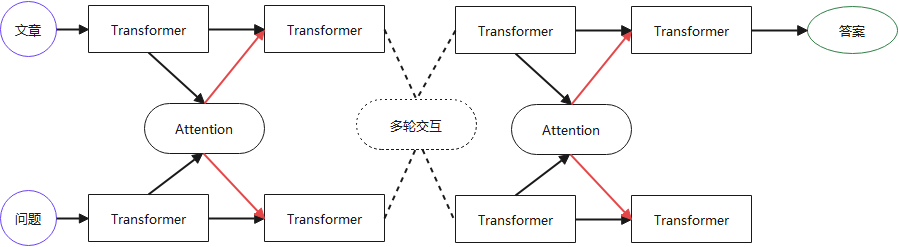 文章
Transformer
Transformer
Transformer
Transformer
答案
Attention
多轮交互
Attention
问题
Transformer
Transformer
Transformer
Transformer